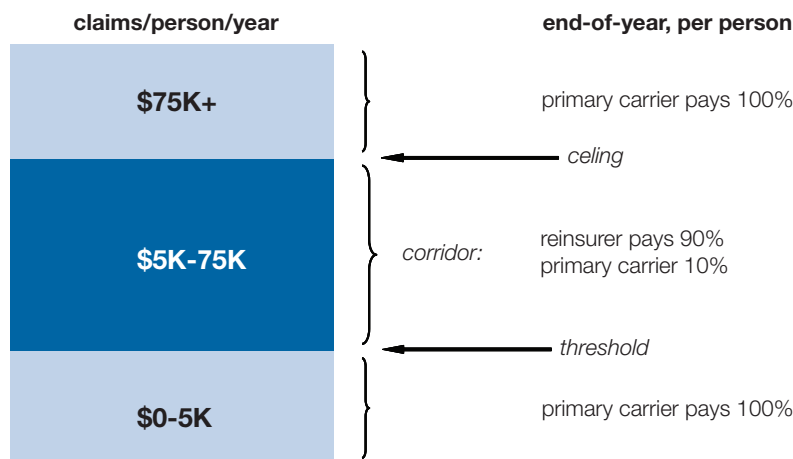 claims/person/year
end-of-year, per person
$75K+
primary carrier pays 100%
celing
$5K-75K
corridor:
reinsurer pays 90%
primary carrier 10%
threshold
$0-5K
primary carrier pays 100%